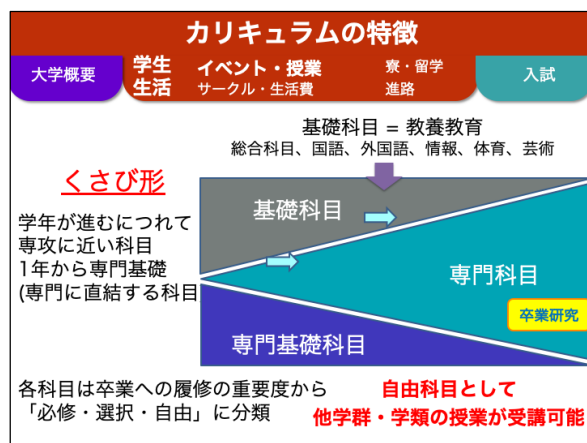 カリキュラムの特徴
大学概要
学生
生活
イベント・授業
サークル・生活費
寮・留学
進路
入試
基礎科目 = 教養教育
総合科目、国語、外国語、情報、体育、芸術
くさび形
学年が進むにつれて
専攻に近い科目
1年から専門基礎
(専門に直結する科目
基礎科目
専門科目
卒業研究
専門基礎科目
各科目は卒業への履修の重要度から
「必修・選択・自由」に分類
自由科目として
他学群・学類の授業が受講可能